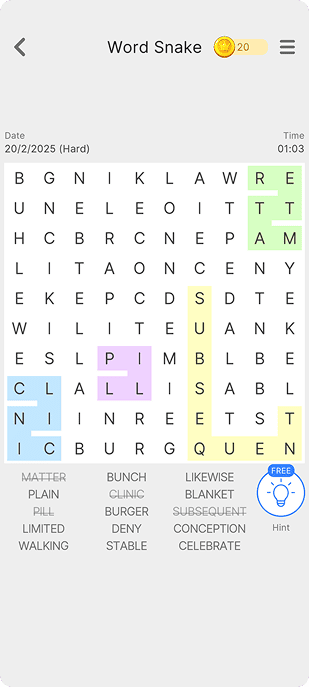 Word Snake
20
Date
Time
20/2/2025 (Hard)
01:03
B G N I K L A W R E
U N E L E O I T T T
H C B R C N E P A M
L I T A O N C E N Y
E K E P C D S D T E
W I L I T E U A N K
E S L P I M B L B E
C L A L L I S A B L
N I I N R E E T S T
I C B U R G Q U E N
MATTER BUNCH LIKEWISE
PLAIN CLINIC BLANKET
PILL BURGER SUBSEQUENT
LIMITED DENY CONCEPTION
WALKING STABLE CELEBRATE
FREE
Hint